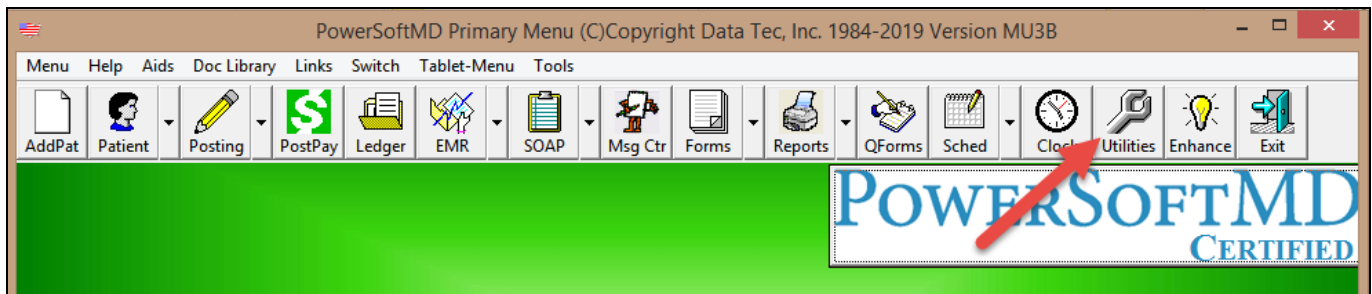 PowerSoftMD Primary Menu (C)Copyright Data Tec, Inc. 1984-2019 Version MU3B
Menu Help Aids Doc Library Links Switch Tablet-Menu Tools
AddPat Patient Posting PostPay Ledger EMR SOAP Msg Ctr Forms Reports QForms Sched Clock Utilities Enhance Exit
POWERSOFTMD
CERTIFIED